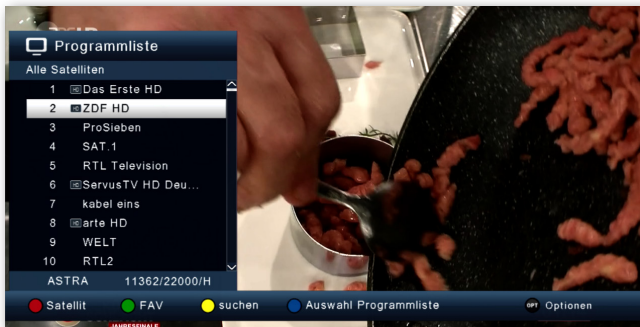 Programmliste
Alle Satelliten
1 Das Erste HD
2 ZDF HD
3 ProSieben
4 SAT.1
5 RTL Television
6 ServusTV HD Deu...
7 kabel eins
8 arte HD
9 WELT
10 RTL2
ASTRA 11362/22000/H
Satellit FAV suchen Auswahl Programmliste OPT Optionen
JAHRESFINALE